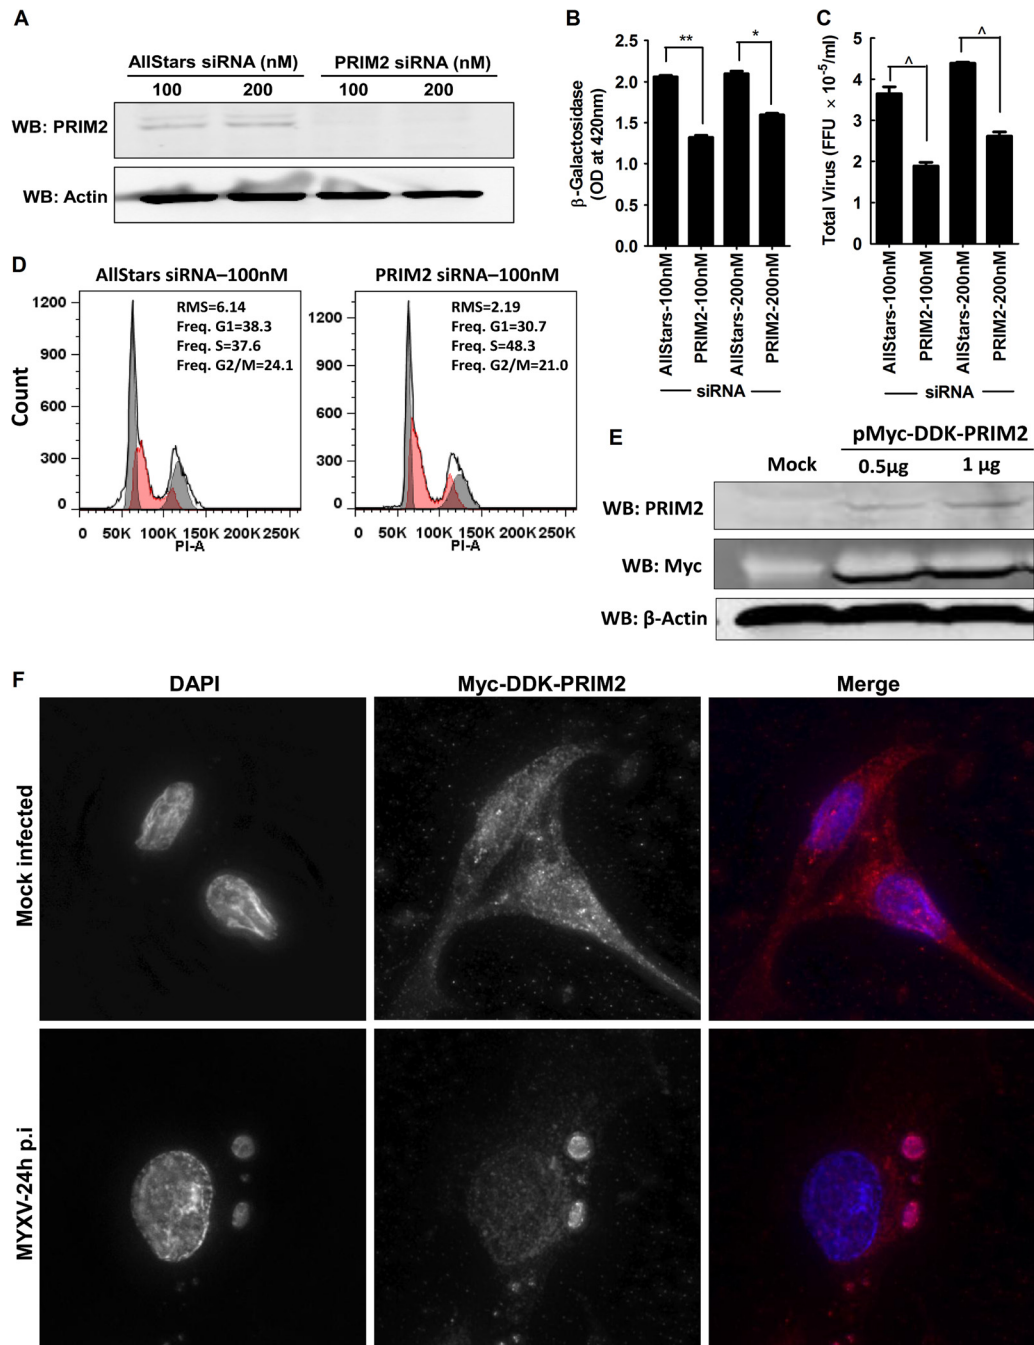 A
AllStars siRNA (nM) PRIM2 siRNA (nM)
100 200 100 200
WB: PRIM2
WB: Actin
B
β-Galactosidase
(OD at 420nm)
2.5
2.0
1.5
1.0
0.5
0.0
** *
AllStars-100nM
PRIM2-100nM
AllStars-200nM
PRIM2-200nM
siRNA
C
Total Virus (FFU × 10⁻⁵/ml)
5
4
3
2
1
0
^ ^
AllStars-100nM
PRIM2-100nM
AllStars-200nM
PRIM2-200nM
siRNA
D
AllStars siRNA–100nM
Count
1200
900
600
300
0
RMS=6.14
Freq. G1=38.3
Freq. S=37.6
Freq. G2/M=24.1
0 50K 100K 150K 200K 250K
PI-A
PRIM2 siRNA–100nM
1200
900
600
300
0
RMS=2.19
Freq. G1=30.7
Freq. S=48.3
Freq. G2/M=21.0
0 50K 100K 150K 200K 250K
PI-A
E
pMyc-DDK-PRIM2
Mock 0.5µg 1 µg
WB: PRIM2
WB: Myc
WB: β-Actin
F
DAPI Myc-DDK-PRIM2 Merge
Mock infected
MYXV-24h p.i